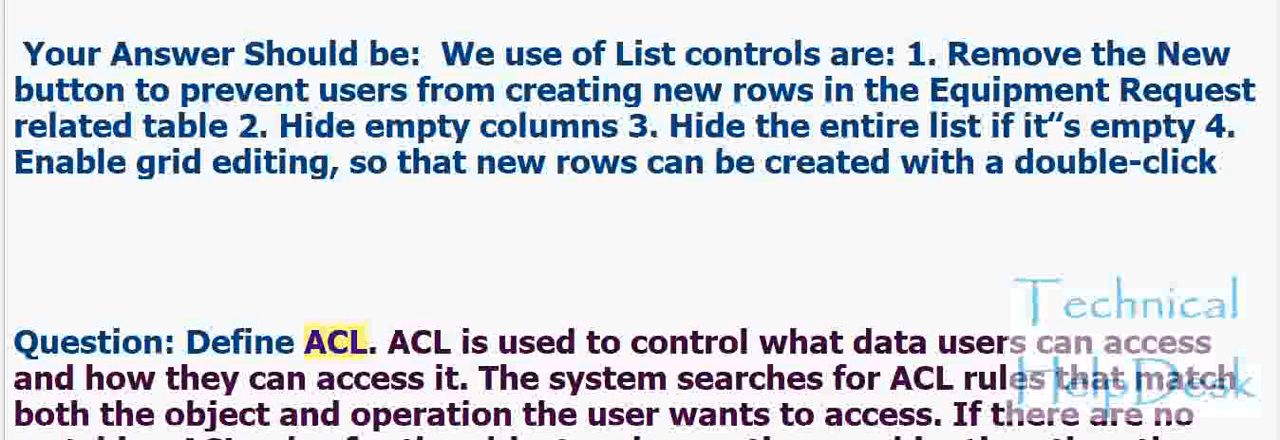 Your Answer Should be: We use of List controls are: 1. Remove the New
button to prevent users from creating new rows in the Equipment Request
related table 2. Hide empty columns 3. Hide the entire list if it“s empty 4.
Enable grid editing, so that new rows can be created with a double-click
Technical
HelpDesk
Question: Define ACL. ACL is used to control what data users can access
and how they can access it. The system searches for ACL rules that match
both the object and operation the user wants to access. If there are no